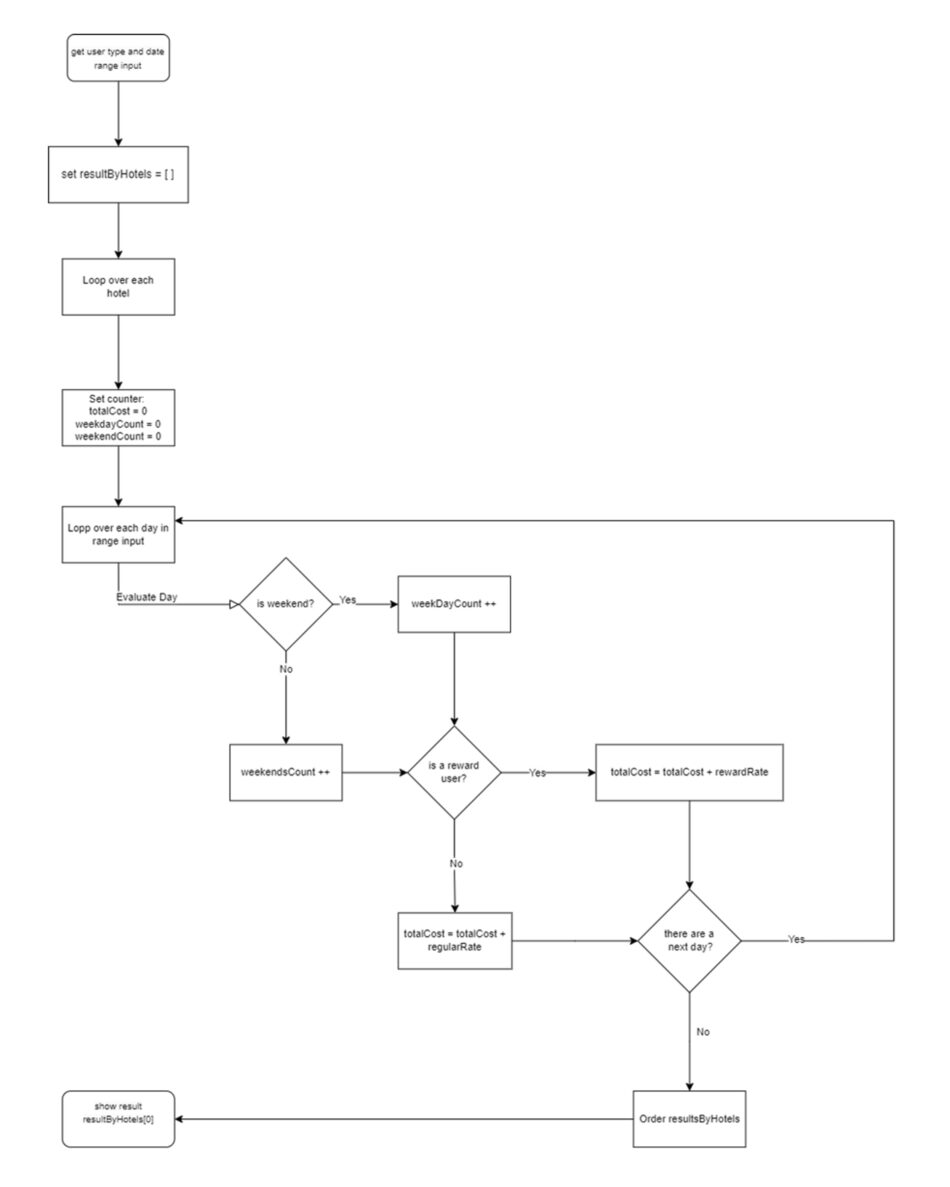 get user type and date
range input
set resultByHotels = [ ]
Loop over each
hotel
Set counter:
totalCost = 0
weekdayCount = 0
weekendCount = 0
Lopp over each day in
range input
Evaluate Day
is weekend?
Yes
weekDayCount ++
No
weekendsCount ++
is a reward
user?
Yes
totalCost = totalCost + rewardRate
No
totalCost = totalCost +
regularRate
there are a
next day?
Yes
No
Order resultsByHotels
show result
resultByHotels[0]